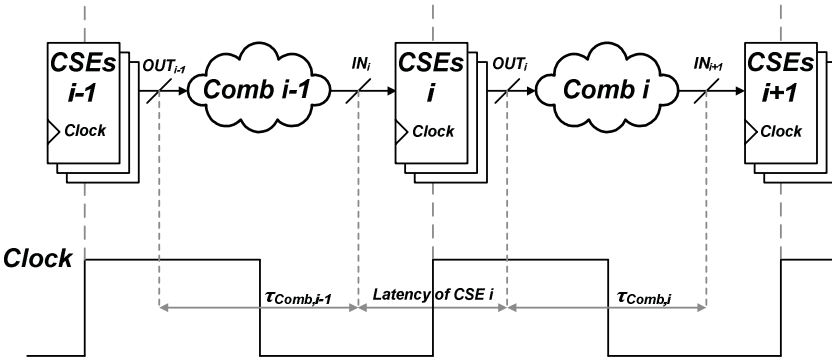 CSEs
i-1
Clock
OUTi-1
Comb i-1
INi
CSEs
i
Clock
OUTi
Comb i
INi+1
CSEs
i+1
Clock
Clock
τComb,i-1
Latency of CSE i
τComb,i